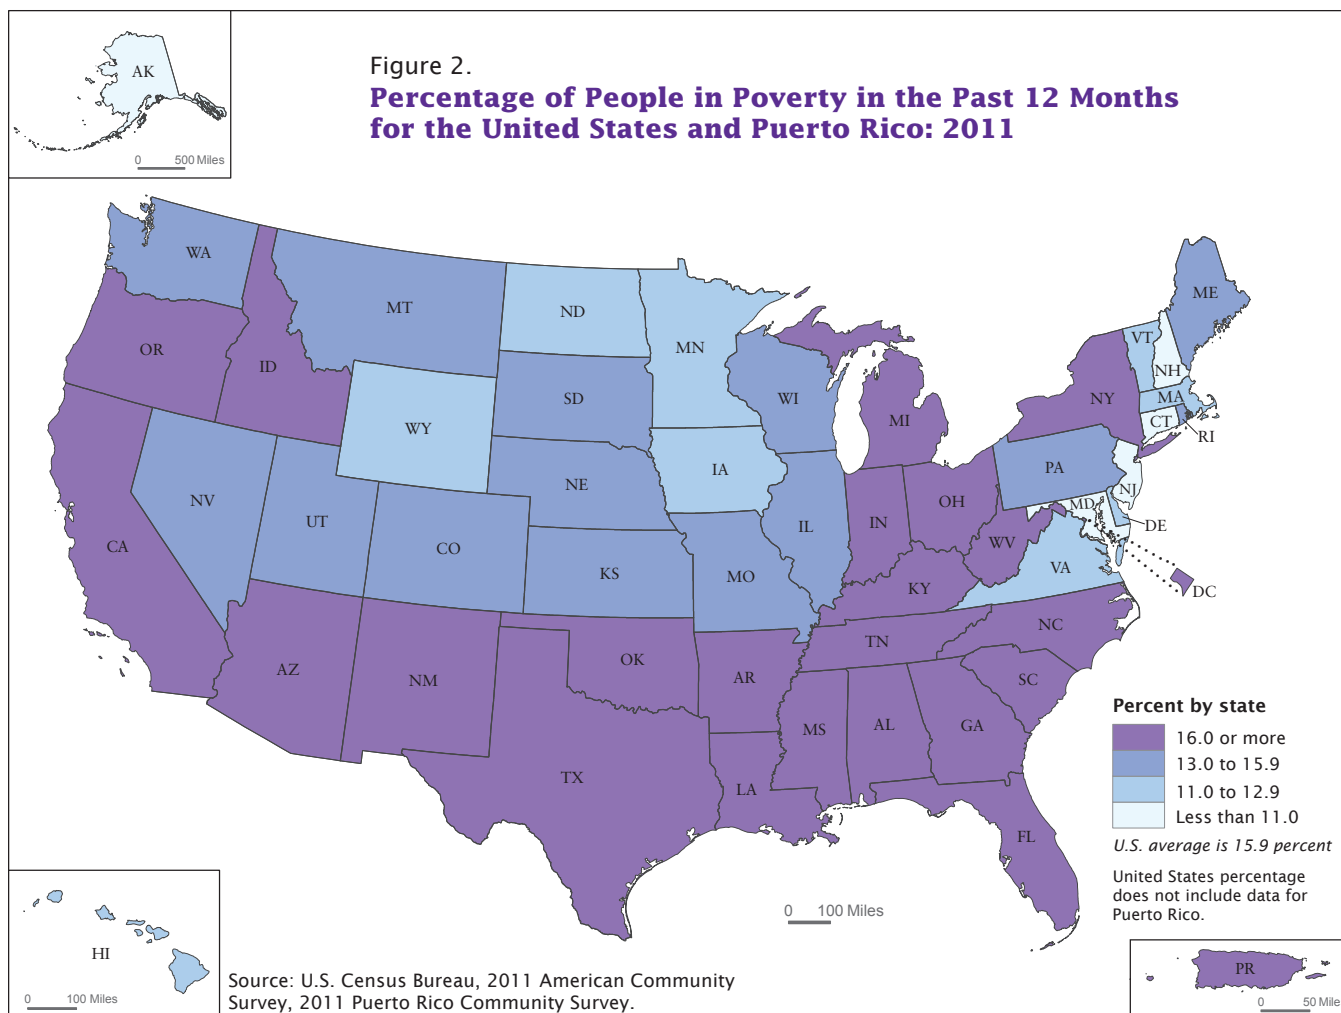 AK
0 500 Miles
Figure 2.
Percentage of People in Poverty in the Past 12 Months
for the United States and Puerto Rico: 2011
WA
MT
ND
MN
ME
VT
NH
OR
ID
SD
WI
MI
NY
MA
CT
RI
WY
IA
NE
PA
NJ
NV
UT
CO
IL
IN
OH
MD
DE
CA
KS
MO
WV
VA
KY
DC
NC
TN
AZ
NM
OK
AR
SC
MS
AL
GA
TX
LA
FL
Percent by state
16.0 or more
13.0 to 15.9
11.0 to 12.9
Less than 11.0
U.S. average is 15.9 percent
United States percentage
does not include data for
Puerto Rico.
0 100 Miles
HI
0 100 Miles
Source: U.S. Census Bureau, 2011 American Community
Survey, 2011 Puerto Rico Community Survey.
PR
0 50 Mile